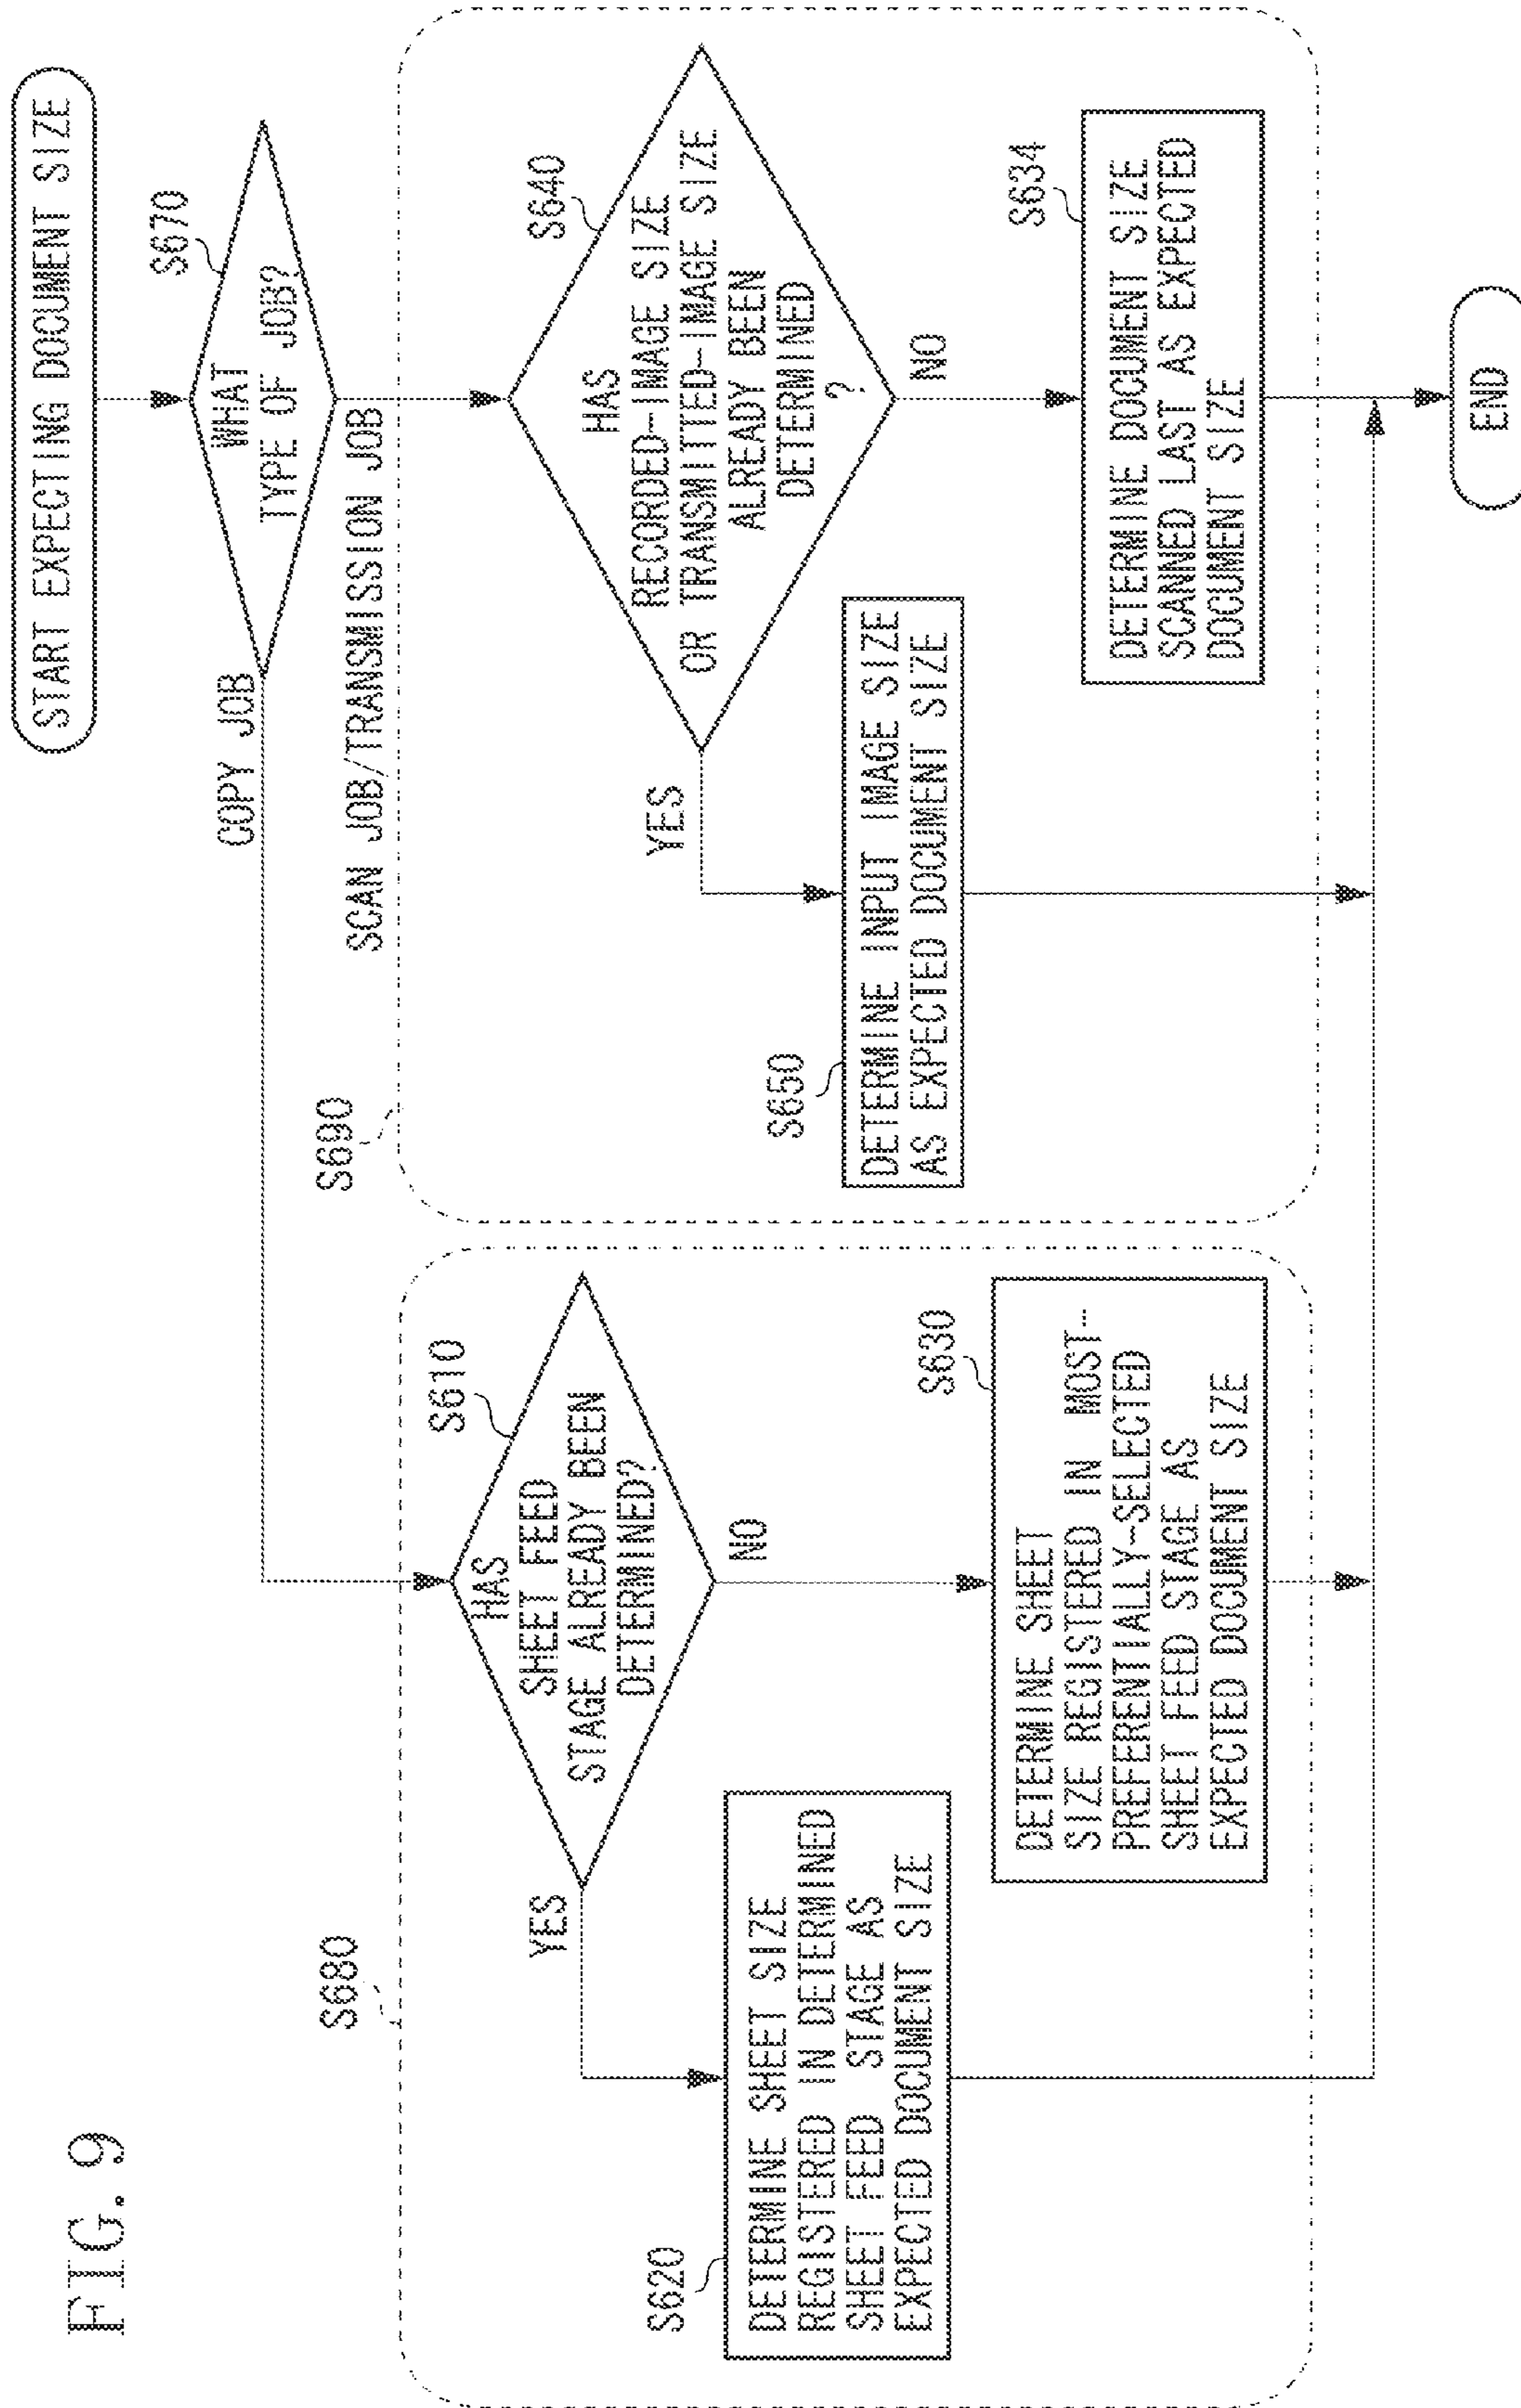 FIG. 9
START EXPECTING DOCUMENT SIZE
S670
WHAT
TYPE OF JOB?
COPY JOB
SCAN JOB/TRANSMISSION JOB
S680
S610
HAS
SHEET FEED
STAGE ALREADY BEEN
DETERMINED?
YES
NO
S620
DETERMINE SHEET SIZE
REGISTERED IN DETERMINED
SHEET FEED STAGE AS
EXPECTED DOCUMENT SIZE
S630
DETERMINE SHEET
SIZE REGISTERED IN MOST-
PREFERENTIALLY-SELECTED
SHEET FEED STAGE AS
EXPECTED DOCUMENT SIZE
S690
S640
HAS
RECORDED-IMAGE SIZE
OR TRANSMITTED-IMAGE SIZE
ALREADY BEEN
DETERMINED
?
YES
NO
S650
DETERMINE INPUT IMAGE SIZE
AS EXPECTED DOCUMENT SIZE
S634
DETERMINE DOCUMENT SIZE
SCANNED LAST AS EXPECTED
DOCUMENT SIZE
END